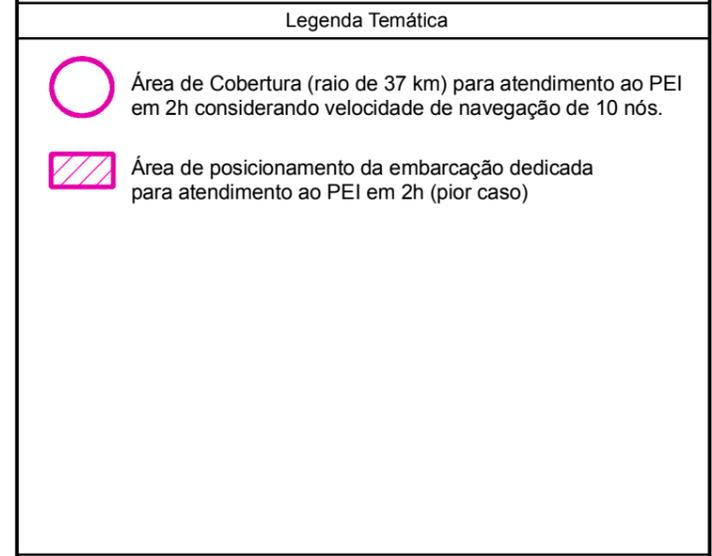 Legenda Temática
Área de Cobertura (raio de 37 km) para atendimento ao PEI
em 2h considerando velocidade de navegação de 10 nós.
Área de posicionamento da embarcação dedicada
para atendimento ao PEI em 2h (pior caso)